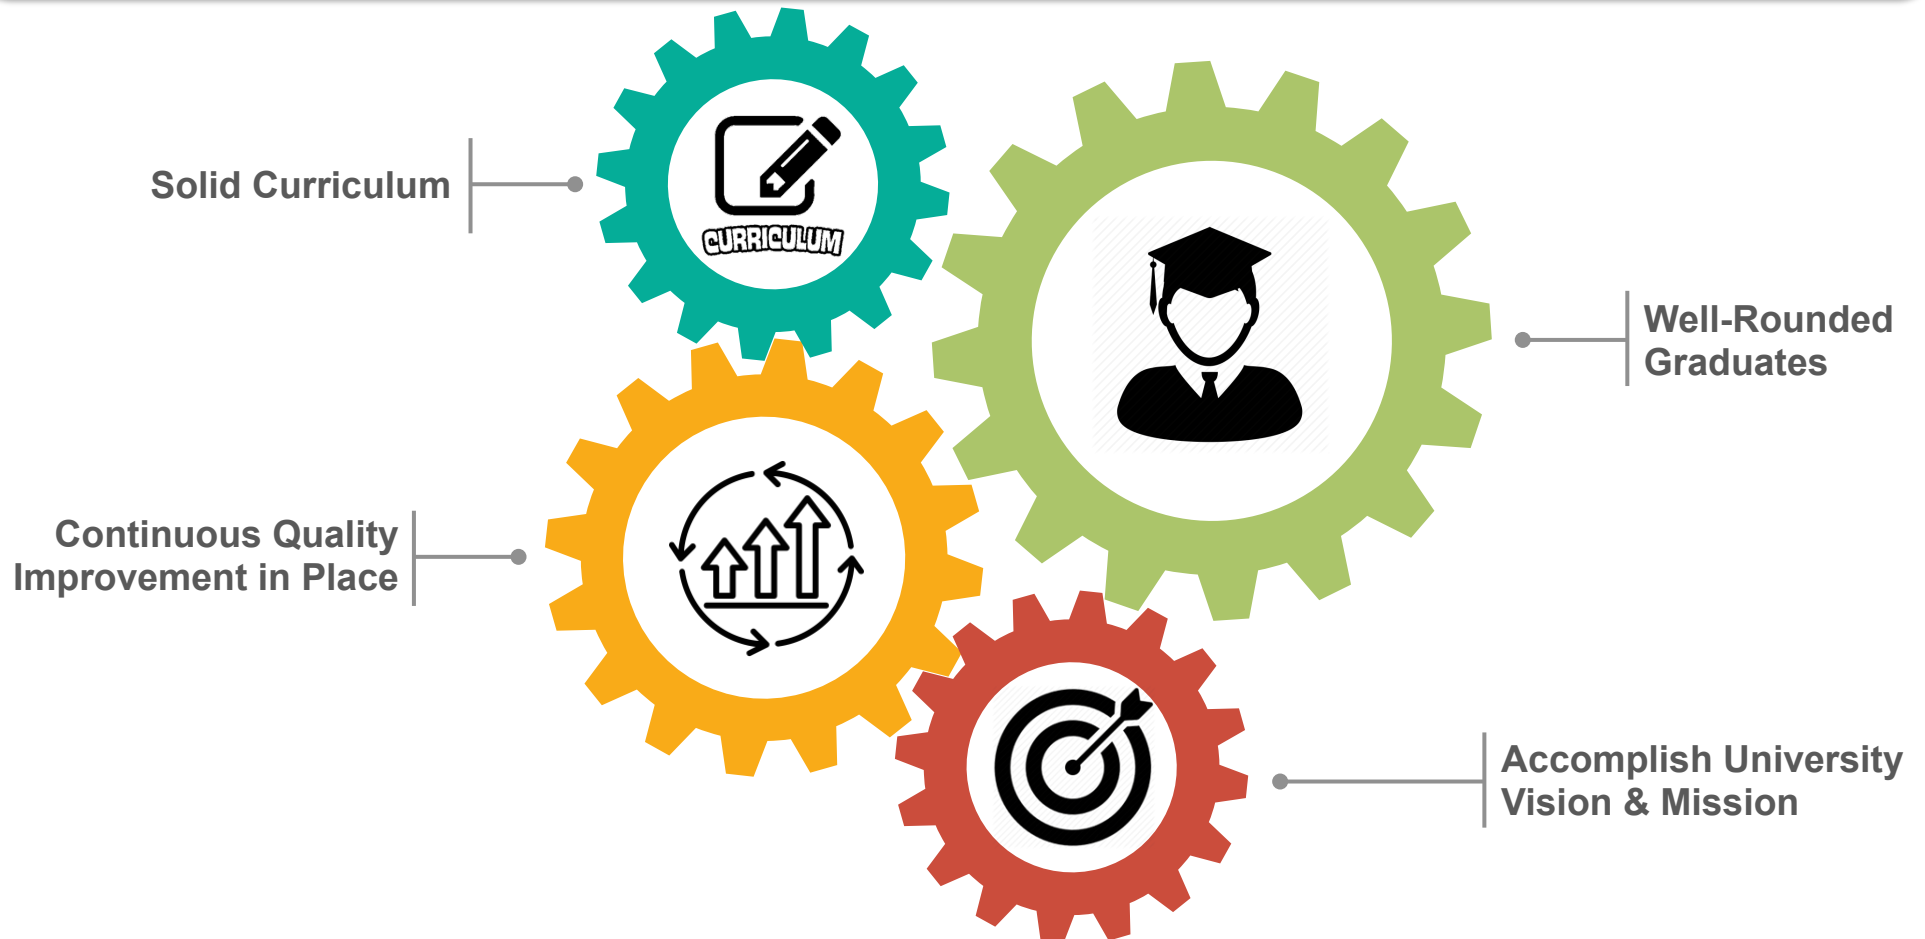 Solid Curriculum
CURRICULUM
Well-Rounded
Graduates
Continuous Quality
Improvement in Place
Accomplish University
Vision & Mission